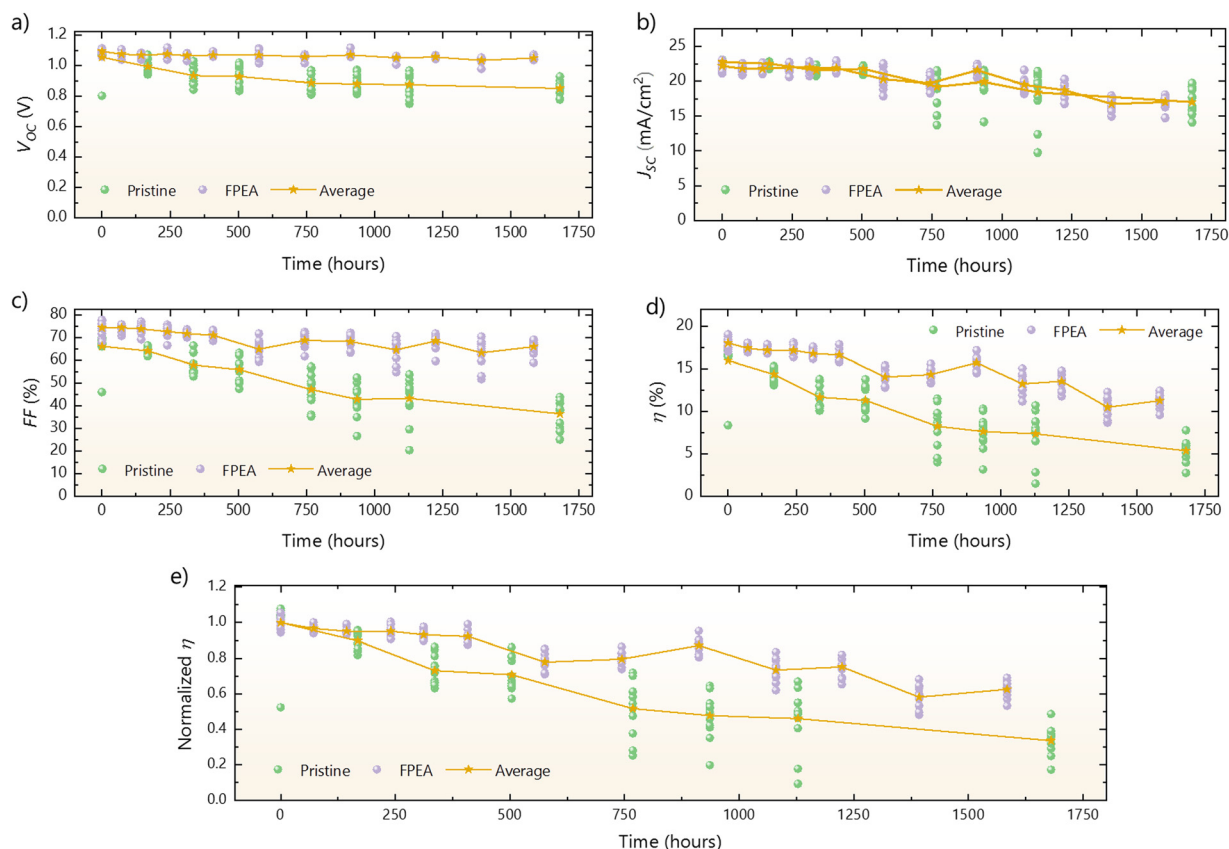 a)
1.2
1.0
0.8
0.6
0.4
0.2
0.0
V_OC (V)
Pristine FPEA Average
0 250 500 750 1000 1250 1500 1750
Time (hours)
b)
25
20
15
10
5
0
J_SC (mA/cm²)
Pristine FPEA Average
0 250 500 750 1000 1250 1500 1750
Time (hours)
c)
80
70
60
50
40
30
20
10
0
FF (%)
Pristine FPEA Average
0 250 500 750 1000 1250 1500 1750
Time (hours)
d)
20
15
10
5
0
η (%)
Pristine FPEA Average
0 250 500 750 1000 1250 1500 1750
Time (hours)
e)
1.2
1.0
0.8
0.6
0.4
0.2
0.0
Normalized η
Pristine FPEA Average
0 250 500 750 1000 1250 1500 1750
Time (hours)